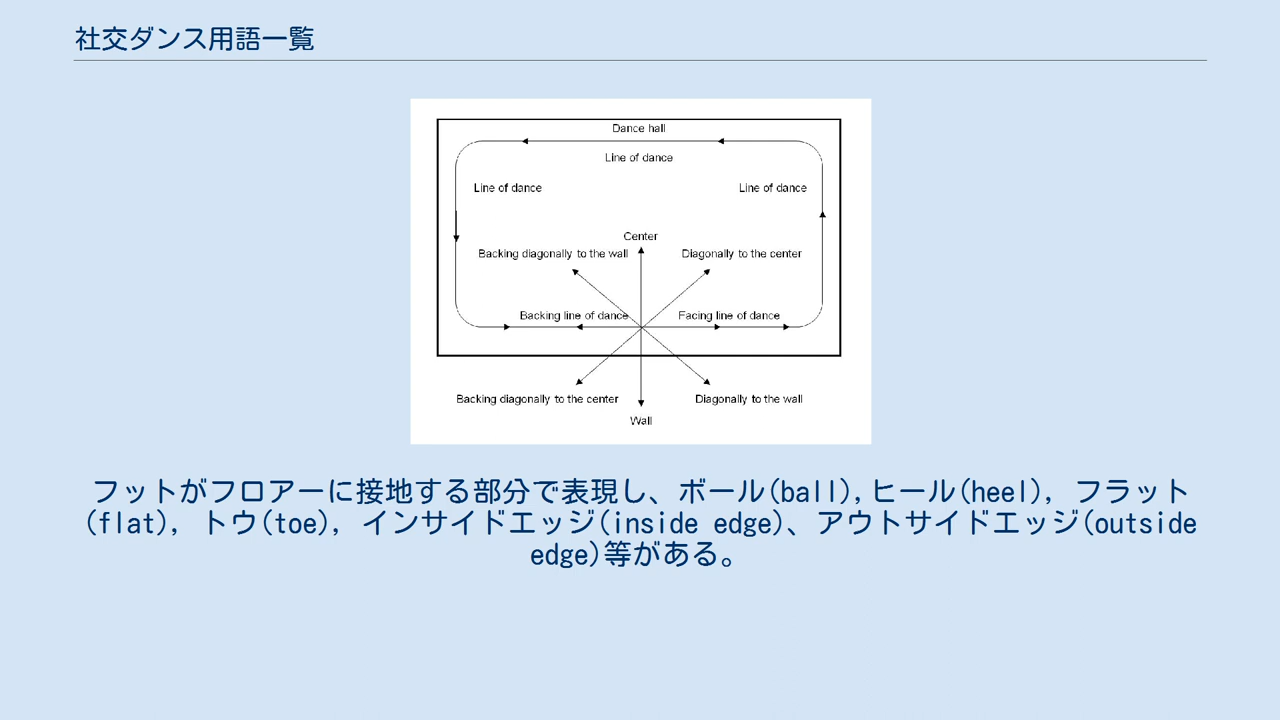 社交ダンス用語一覧
Dance hall
Line of dance
Line of dance
Line of dance
Center
Backing diagonally to the wall
Diagonally to the center
Backing line of dance
Facing line of dance
Backing diagonally to the center
Diagonally to the wall
Wall
フットがフロアーに接地する部分で表現し、ボール(ball),ヒール(heel), フラット
(flat), トウ(toe), インサイドエッジ(inside edge)、アウトサイドエッジ(outside
edge)等がある。